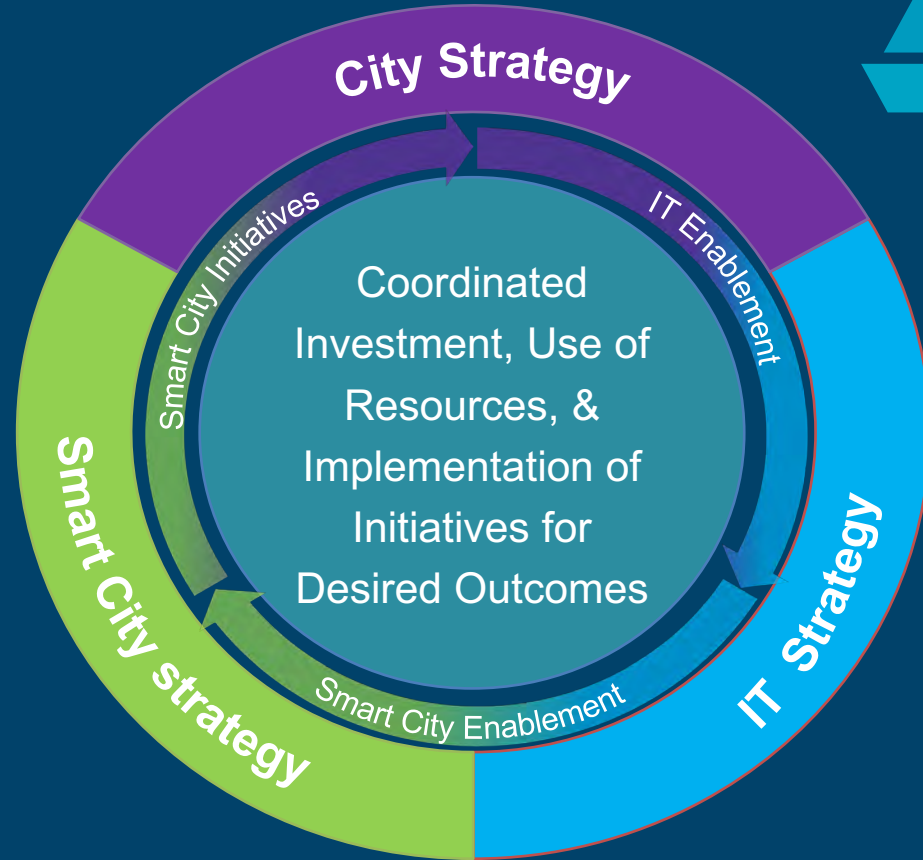 City Strategy
Smart City Initiatives
IT Enablement
Coordinated
Investment, Use of
Resources, &
Implementation of
Initiatives for
Desired Outcomes
Smart City strategy
IT Strategy
Smart City Enablement